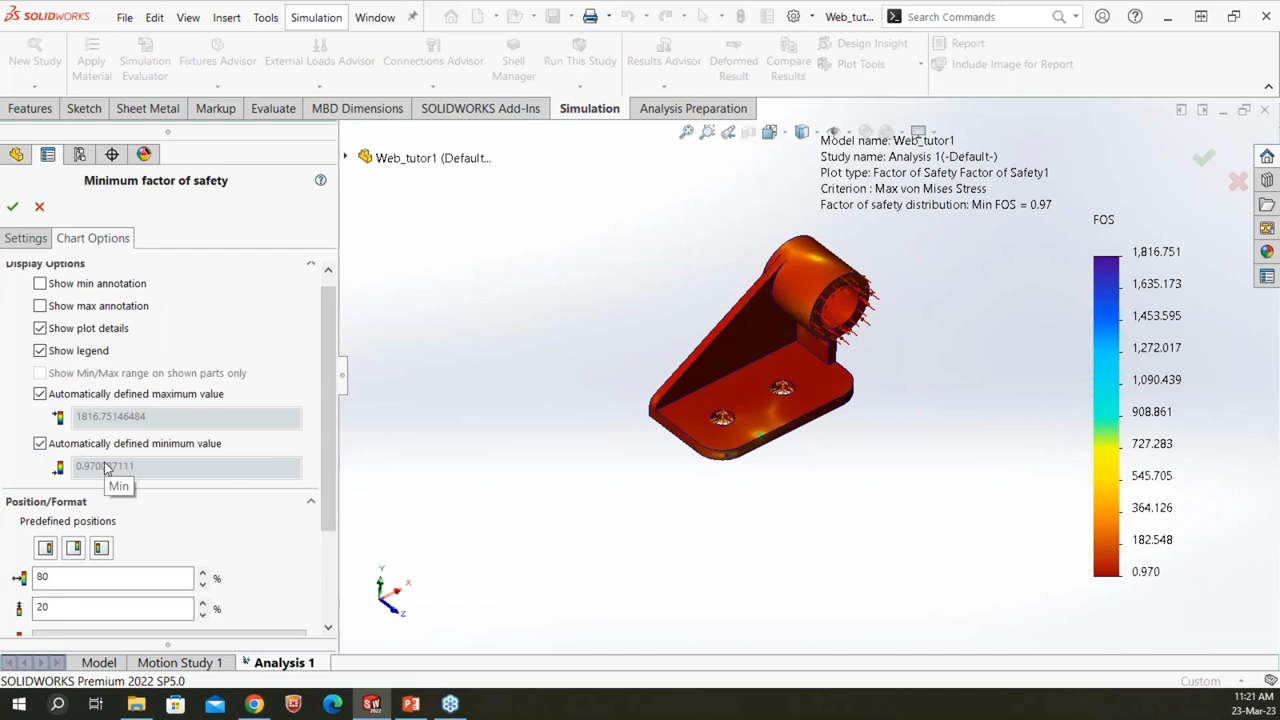 SOLIDWORKS File Edit View Insert Tools Simulation Window Web_tut... Search Commands
New Study Apply Material Simulation Evaluator Fixtures Advisor External Loads Advisor Connections Advisor Shell Manager Run This Study Results Advisor Deformed Result Compare Results Design Insight Plot Tools Report Include Image for Report
Features Sketch Sheet Metal Markup Evaluate MBD Dimensions SOLIDWORKS Add-Ins Simulation Analysis Preparation
Minimum factor of safety
Settings Chart Options
Display Options
Show min annotation
Show max annotation
Show plot details
Show legend
Show Min/Max range on shown parts only
Automatically defined maximum value
1816.75146484
Automatically defined minimum value
Min
Position/Format
Predefined positions
80 %
20 %
Web_tutor1 (Default...
Model name: Web_tutor1
Study name: Analysis 1(-Default-)
Plot type: Factor of Safety Factor of Safety1
Criterion : Max von Mises Stress
Factor of safety distribution: Min FOS = 0.97
FOS
1,816.751
1,635.173
1,453.595
1,272.017
1,090.439
908.861
727.283
545.705
364.126
182.548
0.970
Y
X
Z
Model Motion Study 1 Analysis 1
SOLIDWORKS Premium 2022 SP5.0 Custom
11:21 AM
23-Mar-23